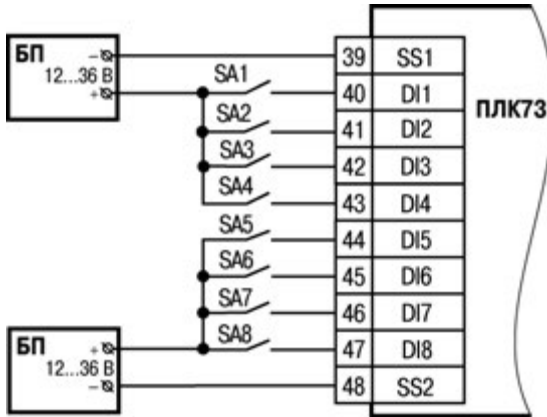 БП
−
12...36 В
+
SA1
SA2
SA3
SA4
SA5
SA6
SA7
SA8
БП
+
12...36 В
−
39 SS1
40 DI1
41 DI2
42 DI3
43 DI4
44 DI5
45 DI6
46 DI7
47 DI8
48 SS2
ПЛК73